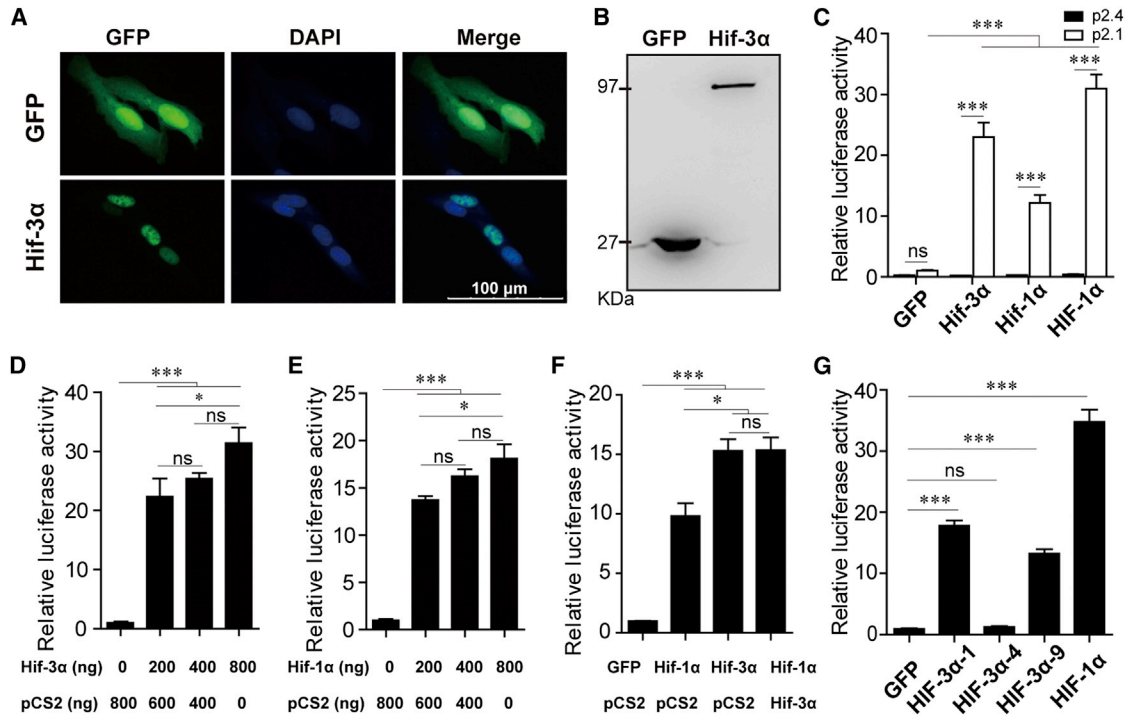 A
GFP DAPI Merge
GFP
Hif-3α
100 μm
B
GFP Hif-3α
97
27
KDa
C
p2.4
p2.1
Relative luciferase activity
40
30
20
10
0
ns
***
***
***
***
GFP Hif-3α Hif-1α HIF-1α
D
Relative luciferase activity
40
30
20
10
0
***
*
ns
ns
Hif-3α (ng) 0 200 400 800
pCS2 (ng) 800 600 400 0
E
Relative luciferase activity
25
20
15
10
5
0
***
*
ns
ns
Hif-1α (ng) 0 200 400 800
pCS2 (ng) 800 600 400 0
F
Relative luciferase activity
20
15
10
5
0
***
*
ns
GFP Hif-1α Hif-3α Hif-1α
pCS2 pCS2 pCS2 Hif-3α
G
Relative luciferase activity
40
30
20
10
0
***
***
ns
***
GFP HIF-3α-1 HIF-3α-4 HIF-3α-9 HIF-1α